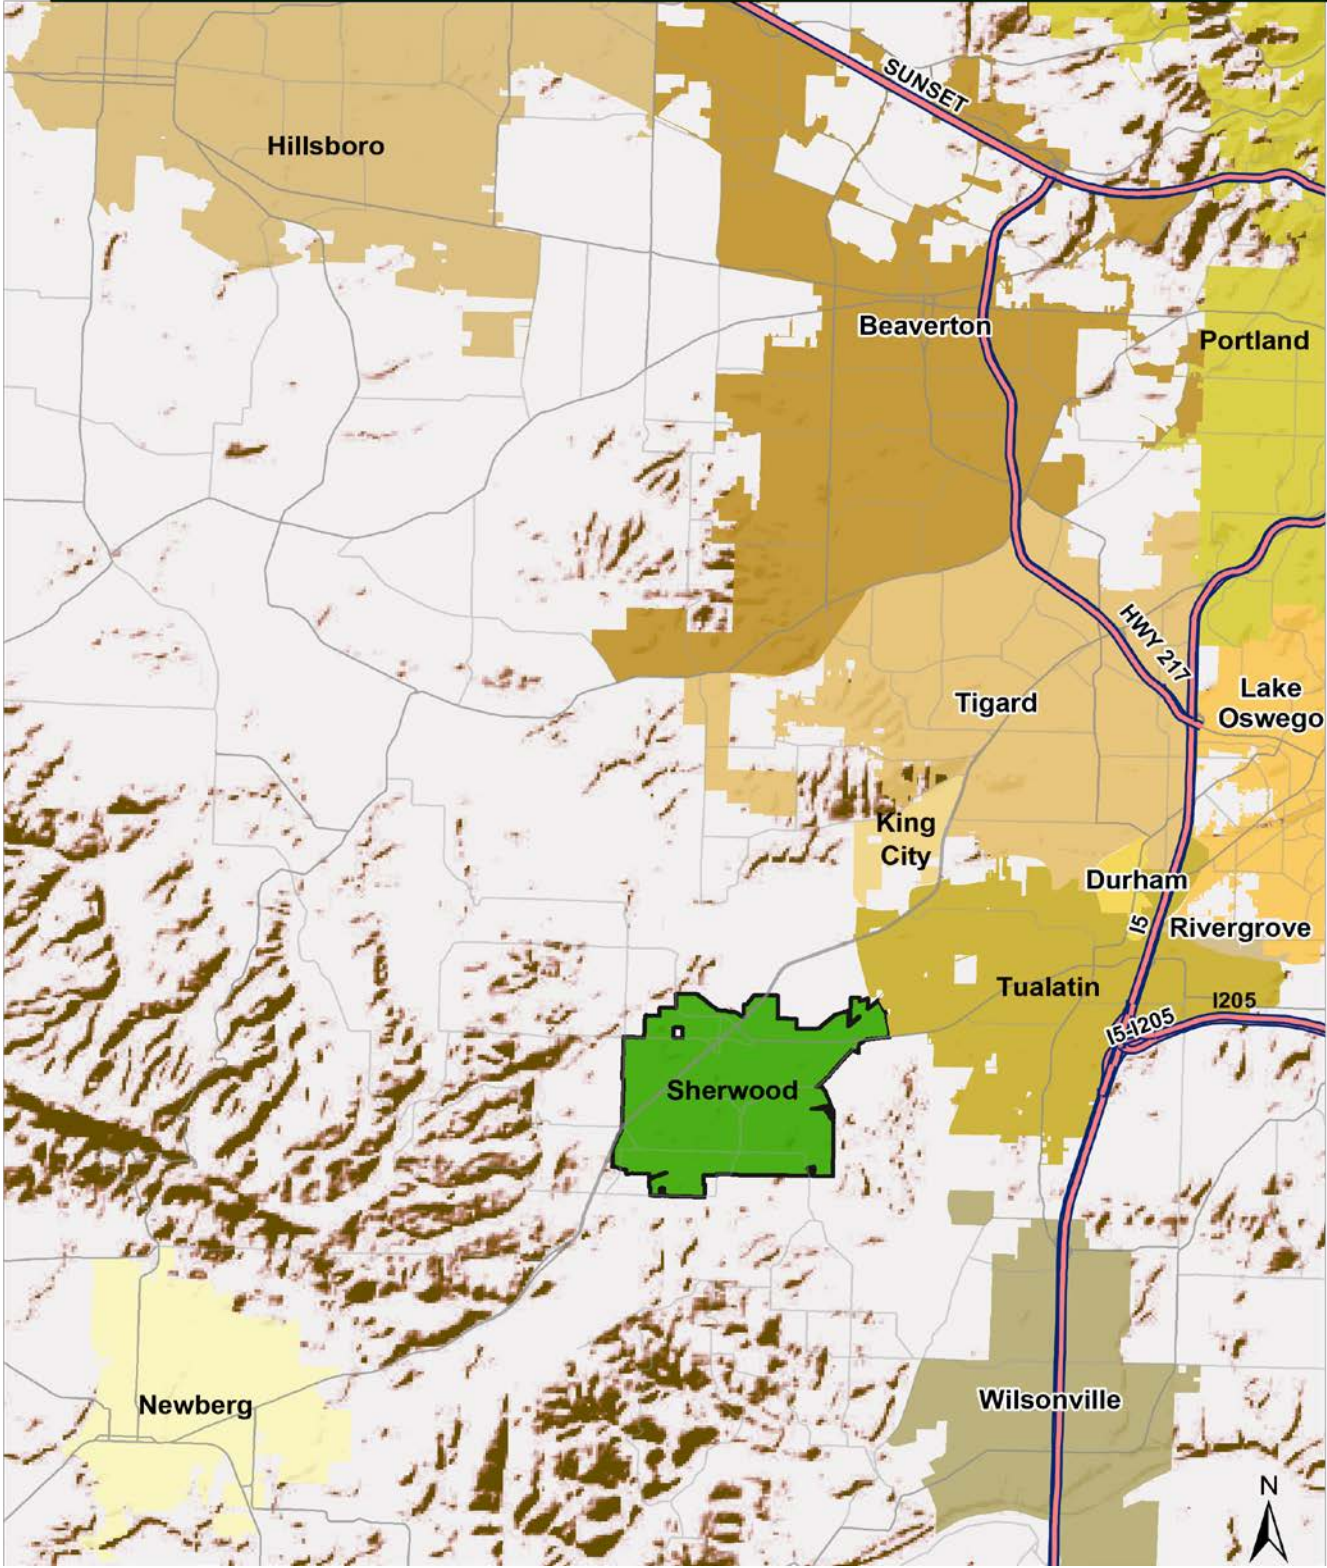 SUNSET
Hillsboro
Beaverton
Portland
HWY 217
Tigard
Lake
Oswego
King
City
Durham
I5
Rivergrove
Tualatin
I205
I5-I205
Sherwood
Newberg
Wilsonville
N